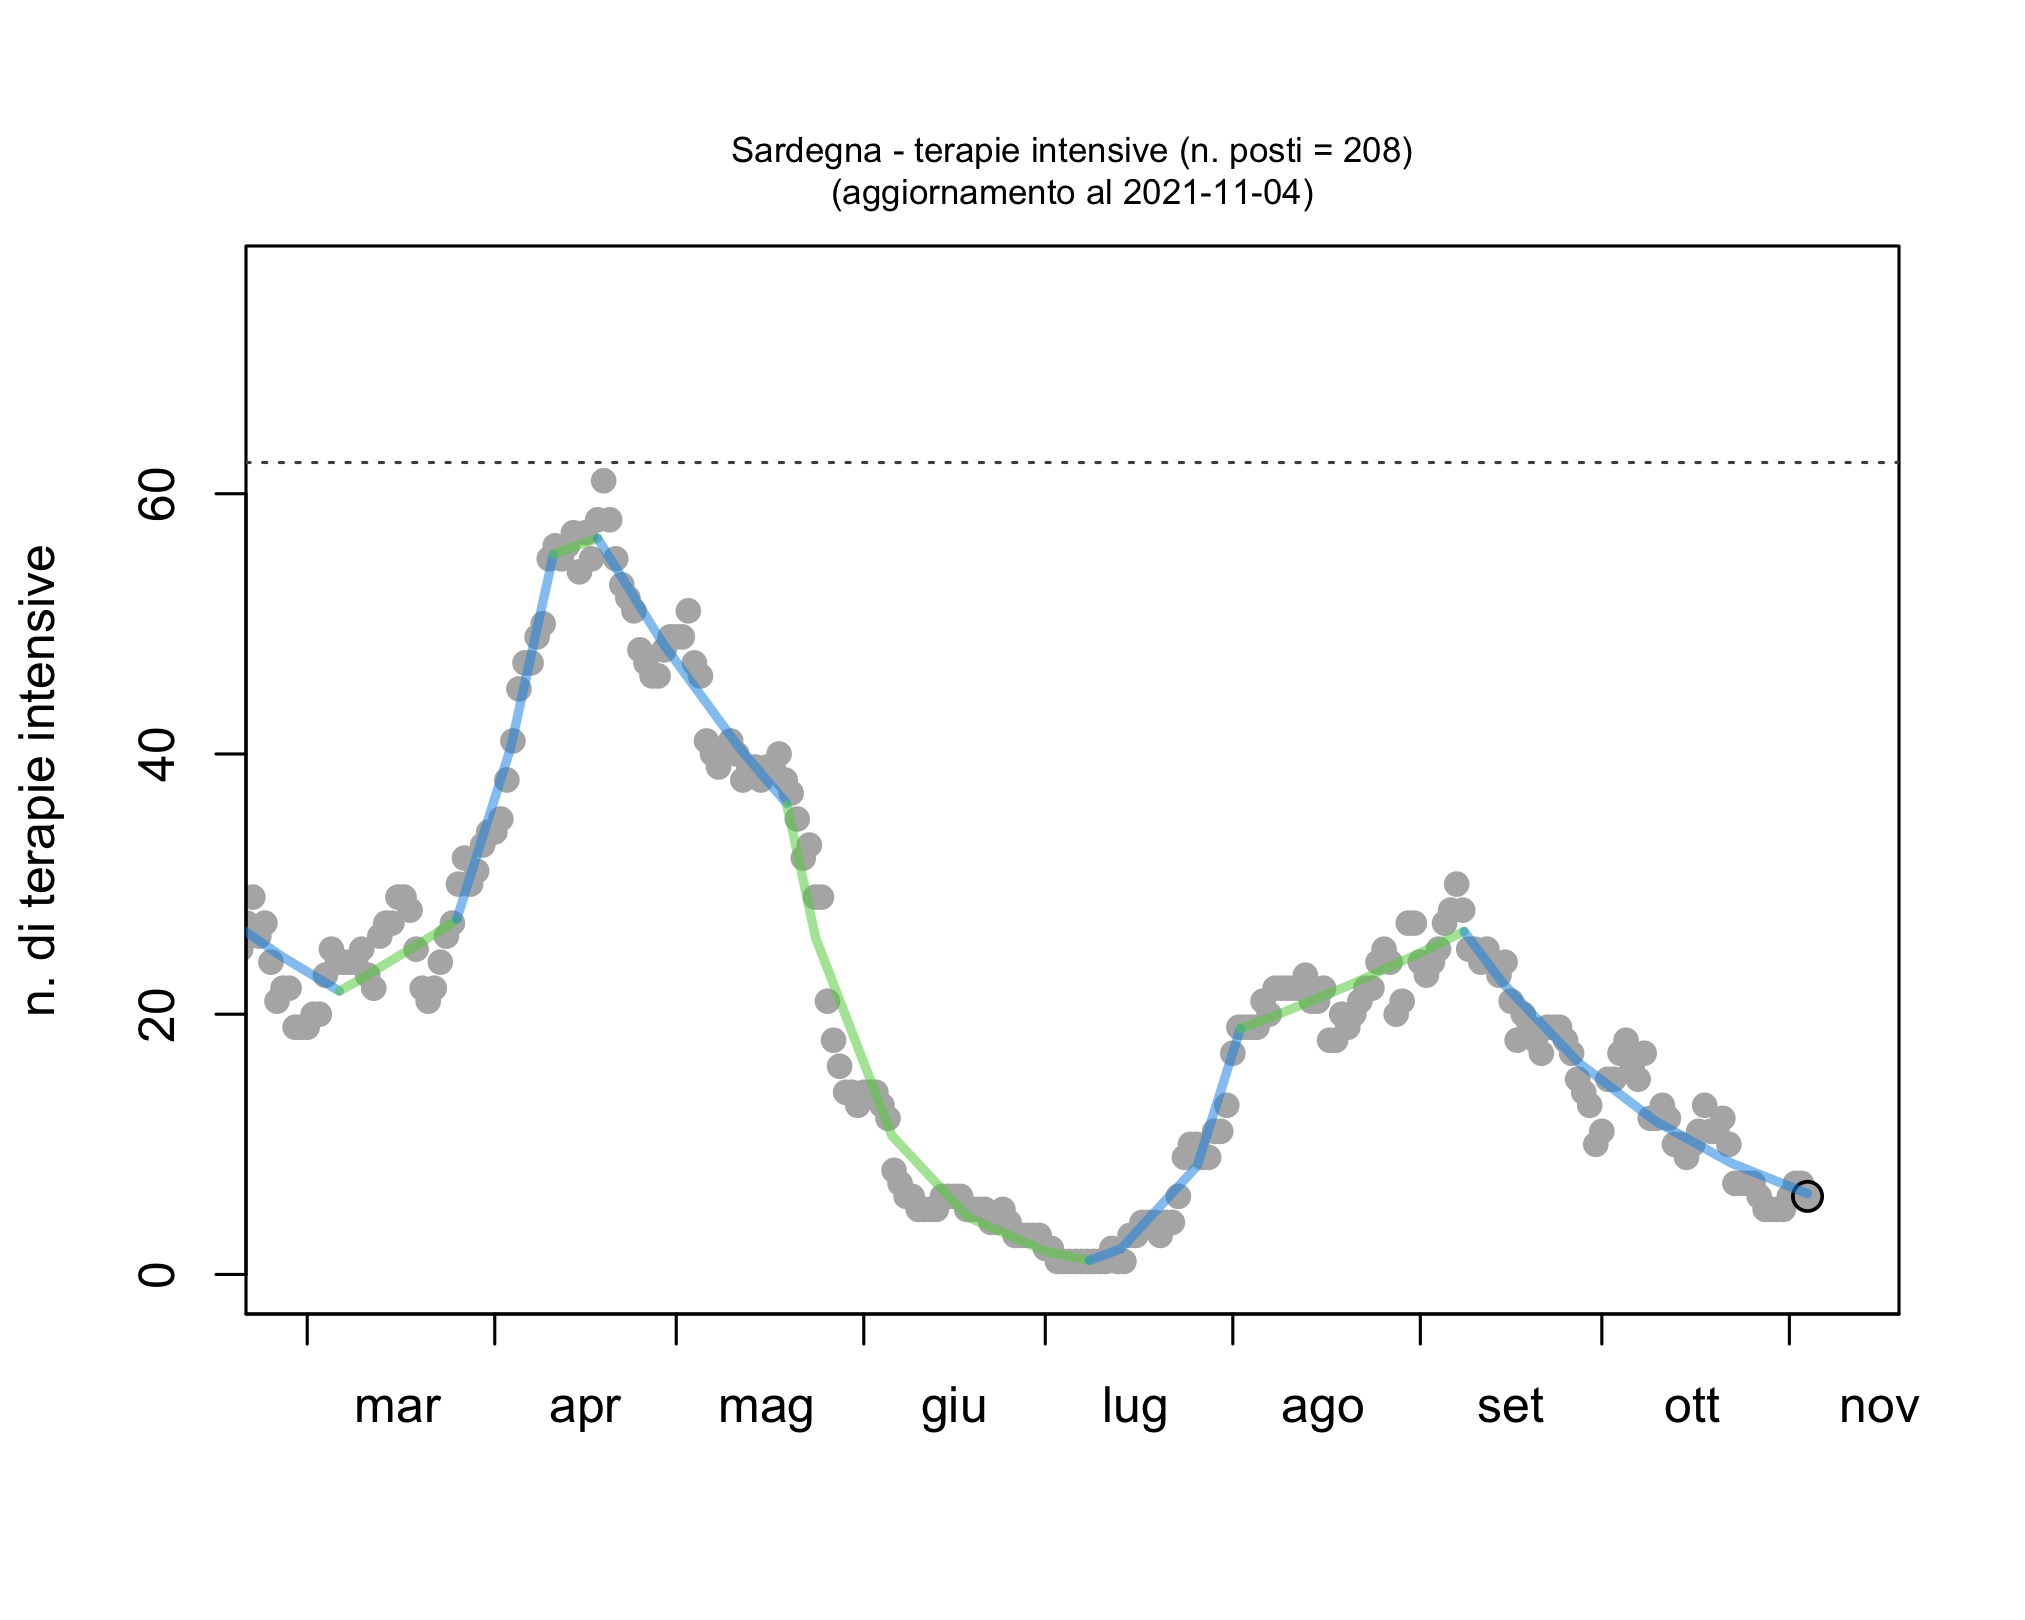 Sardegna - terapie intensive (n. posti = 208)
(aggiornamento al 2021-11-04)
n. di terapie intensive
60
40
20
0
mar apr mag giu lug ago set ott nov